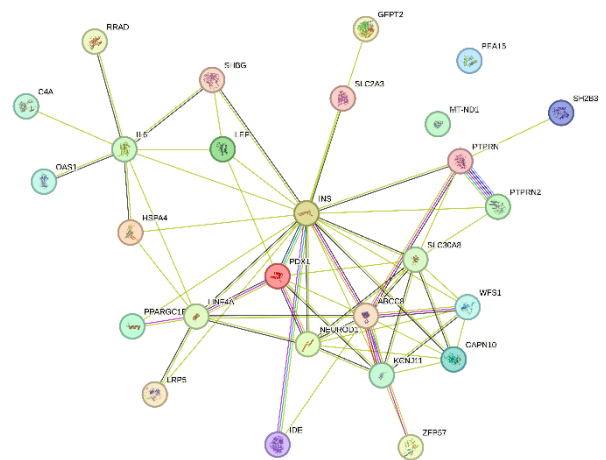 GFPT2
RRAD
PEA15
SHBG
SLC2A3
C4A
SH2B3
MT-ND1
IL6
LEP
PTPRN
OAS1
PTPRN2
INS
HSPA4
SLC30A8
PDX1
WFS1
PPARGC1B
HNF4A
ABCC8
NEUROD1
CAPN10
KCNJ11
LRP5
IDE
ZFP57